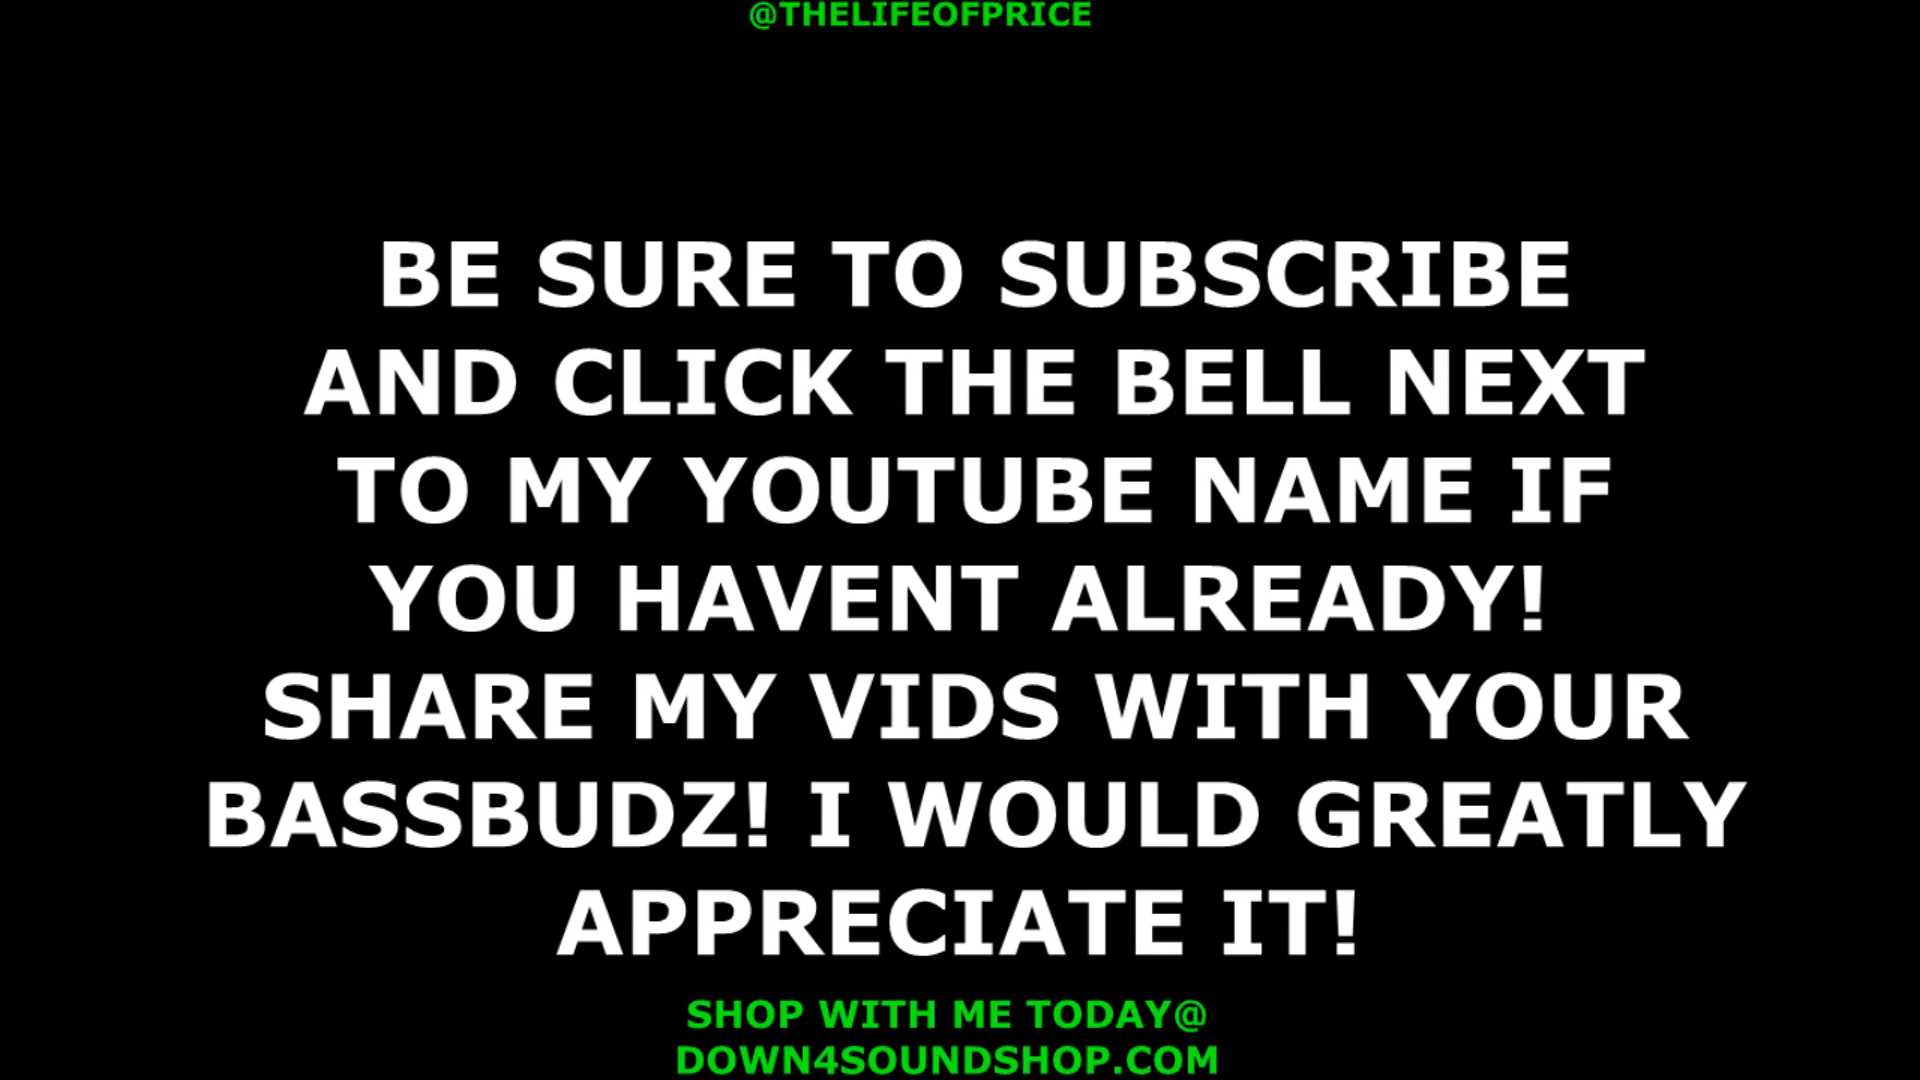 @THELIFEOFPRICE
BE SURE TO SUBSCRIBE
AND CLICK THE BELL NEXT
TO MY YOUTUBE NAME IF
YOU HAVENT ALREADY!
SHARE MY VIDS WITH YOUR
BASSBUDZ! I WOULD GREATLY
APPRECIATE IT!
SHOP WITH ME TODAY@
DOWN4SOUNDSHOP.COM